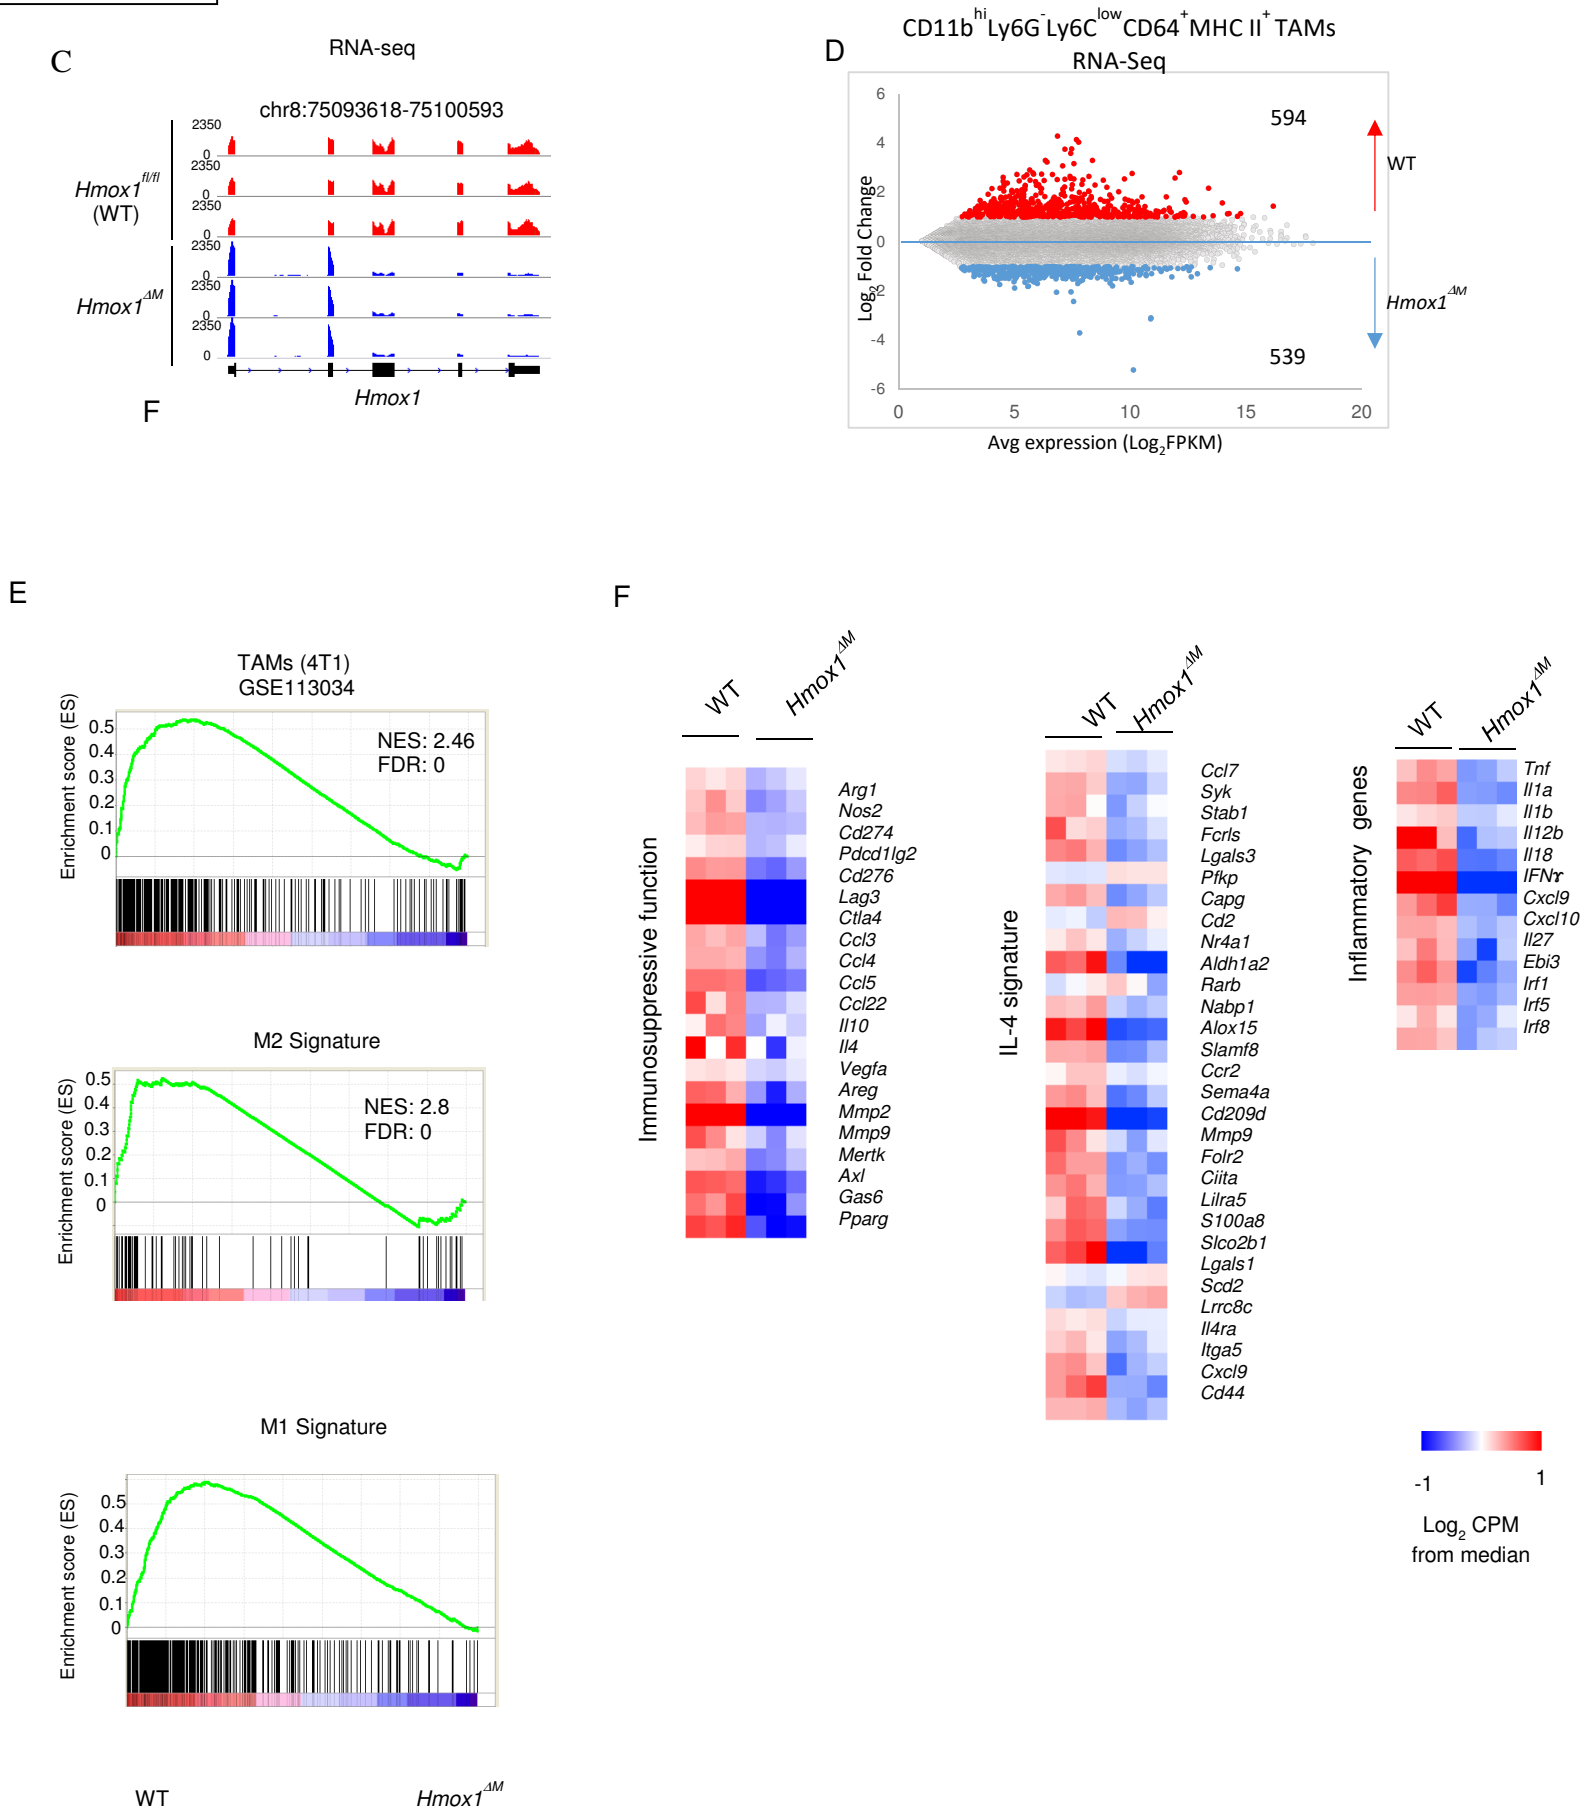 C
RNA-seq
chr8:75093618-75100593
2350
0
2350
0
2350
0
2350
0
2350
0
2350
0
Hmox1fl/fl
(WT)
Hmox1ΔM
Hmox1
F
CD11bhiLy6G-Ly6ClowCD64+MHC II+ TAMs
D
RNA-Seq
6
4
2
0
-2
-4
-6
Log2 Fold Change
594
WT
Hmox1ΔM
539
0
5
10
15
20
Avg expression (Log2FPKM)
E
TAMs (4T1)
GSE113034
Enrichment score (ES)
0.5
0.4
0.3
0.2
0.1
0
NES: 2.46
FDR: 0
M2 Signature
Enrichment score (ES)
0.5
0.4
0.3
0.2
0.1
0
NES: 2.8
FDR: 0
M1 Signature
Enrichment score (ES)
0.5
0.4
0.3
0.2
0.1
0
WT
Hmox1ΔM
F
WT
Hmox1ΔM
Immunosuppressive function
Arg1
Nos2
Cd274
Pdcd1lg2
Cd276
Lag3
Ctla4
Ccl3
Ccl4
Ccl5
Ccl22
Il10
Il4
Vegfa
Areg
Mmp2
Mmp9
Mertk
Axl
Gas6
Pparg
WT
Hmox1ΔM
IL-4 signature
Ccl7
Syk
Stab1
Fcrls
Lgals3
Pfkp
Capg
Cd2
Nr4a1
Aldh1a2
Rarb
Nabp1
Alox15
Slamf8
Ccr2
Sema4a
Cd209d
Mmp9
Folr2
Ciita
Lilra5
S100a8
Slco2b1
Lgals1
Scd2
Lrrc8c
Il4ra
Itga5
Cxcl9
Cd44
WT
Hmox1ΔM
Inflammatory genes
Tnf
Il1a
Il1b
Il12b
Il18
IFNɤ
Cxcl9
Cxcl10
Il27
Ebi3
Irf1
Irf5
Irf8
-1
1
Log2 CPM
from median